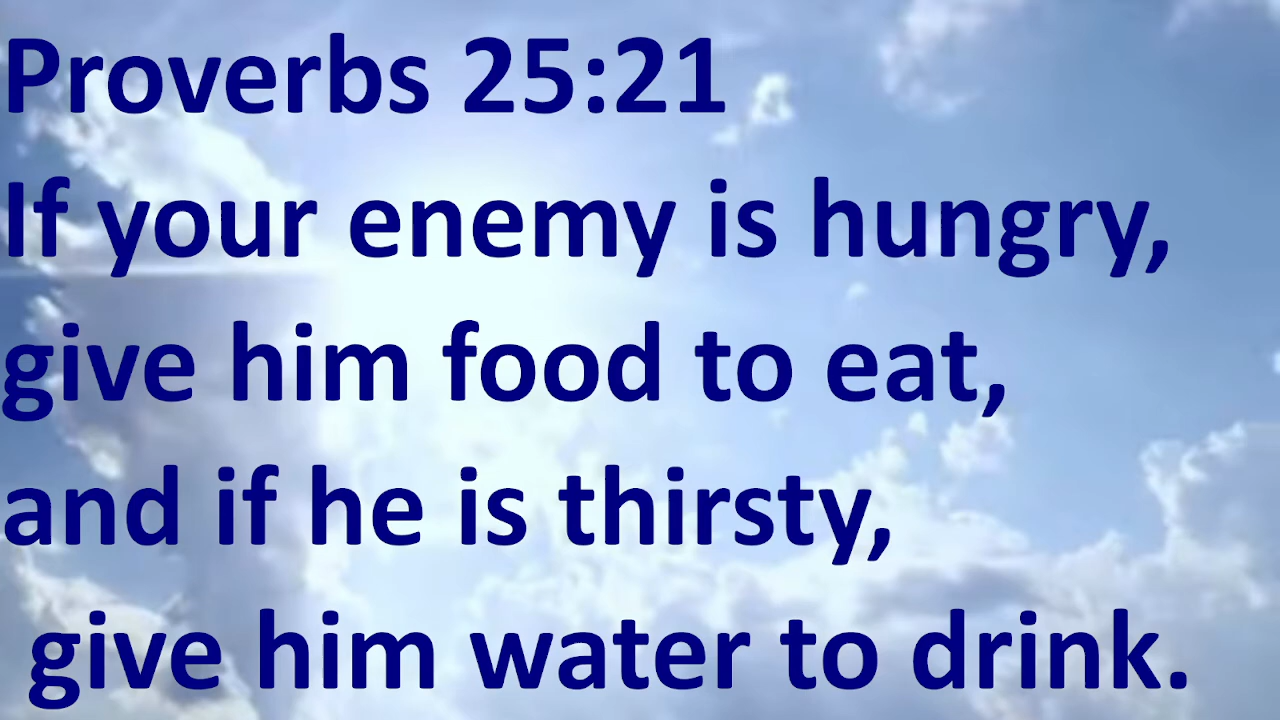 Proverbs 25:21
If your enemy is hungry,
give him food to eat,
and if he is thirsty,
give him water to drink.